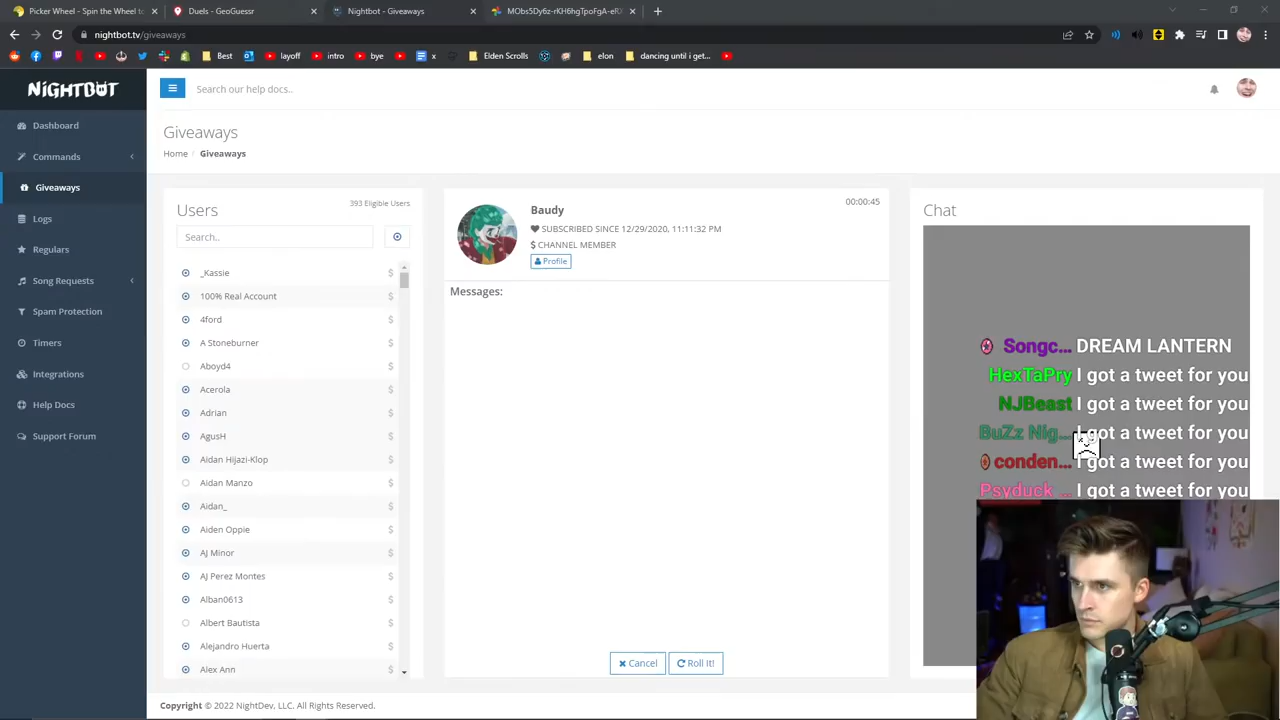 Picker Wheel - Spin the Wheel to
Duels - GeoGuessr
Nightbot - Giveaways
nightbot.tv/giveaways
Best
layoff
intro
bye
x
Elden Scrolls
elon
dancing until i get...
NIGHTBOT
Search our help docs..
Dashboard
Commands
Giveaways
Logs
Regulars
Song Requests
Spam Protection
Timers
Integrations
Help Docs
Support Forum
Giveaways
Home / Giveaways
Users
393 Eligible Users
Search..
_Kassie $
100% Real Account $
4ford $
A Stoneburner $
Aboyd4 $
Acerola $
Adrian $
AgusH $
Aidan Hijazi-Klop $
Aidan Manzo $
Aidan_ $
Aiden Oppie $
AJ Minor $
AJ Perez Montes $
Alban0613 $
Albert Bautista $
Alejandro Huerta $
Alex Ann $
Baudy
00:00:45
SUBSCRIBED SINCE 12/29/2020, 11:11:32 PM
$ CHANNEL MEMBER
Profile
Messages:
Cancel
Roll It!
Chat
Songc... DREAM LANTERN
HexTaPry I got a tweet for you
NJBeast I got a tweet for you
BuZz Nig... I got a tweet for you
conden... I got a tweet for you
Psyduck ... I got a tweet for you
Copyright © 2022 NightDev, LLC. All Rights Reserved.